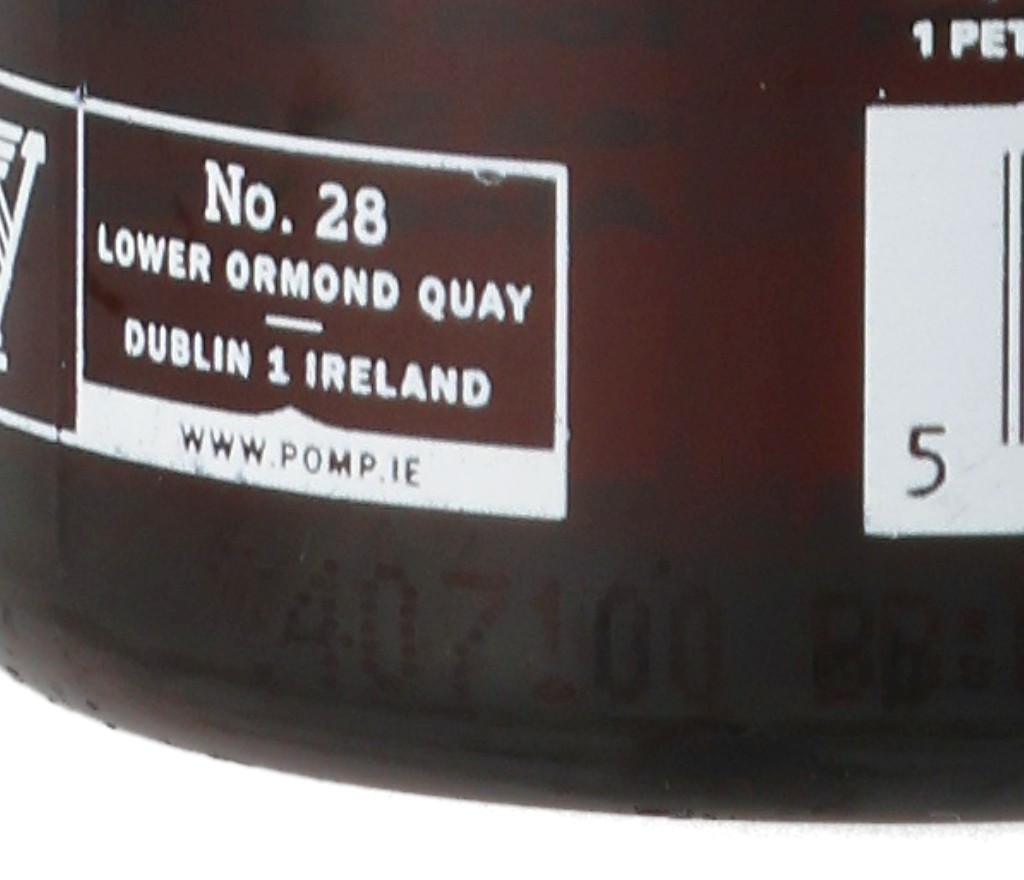 1 PET
No. 28
LOWER ORMOND QUAY
DUBLIN 1 IRELAND
WWW.POMP.IE
5